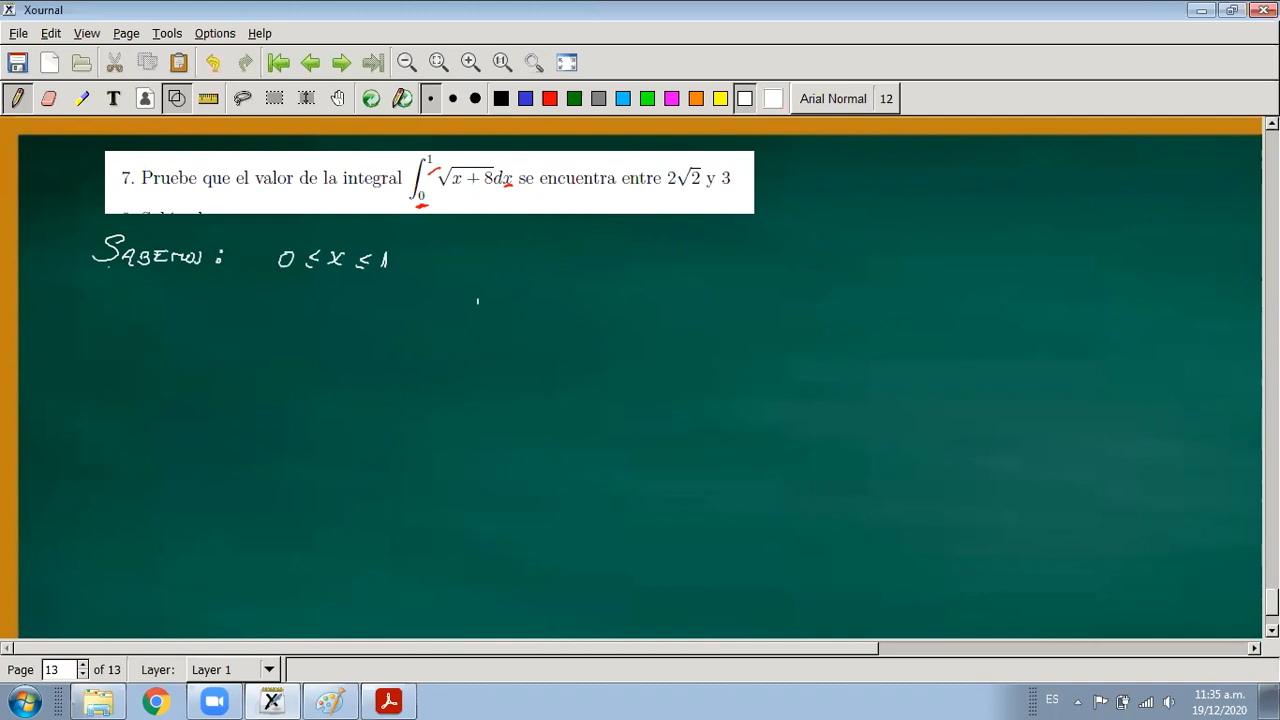 Xournal
File Edit View Page Tools Options Help
Arial Normal 12
7. Pruebe que el valor de la integral ∫₀¹ √(x + 8)dx se encuentra entre 2√2 y 3
SABEMOS : 0 ≤ x ≤ 1
Page 13 of 13 Layer: Layer 1
ES 11:35 a.m.
19/12/2020